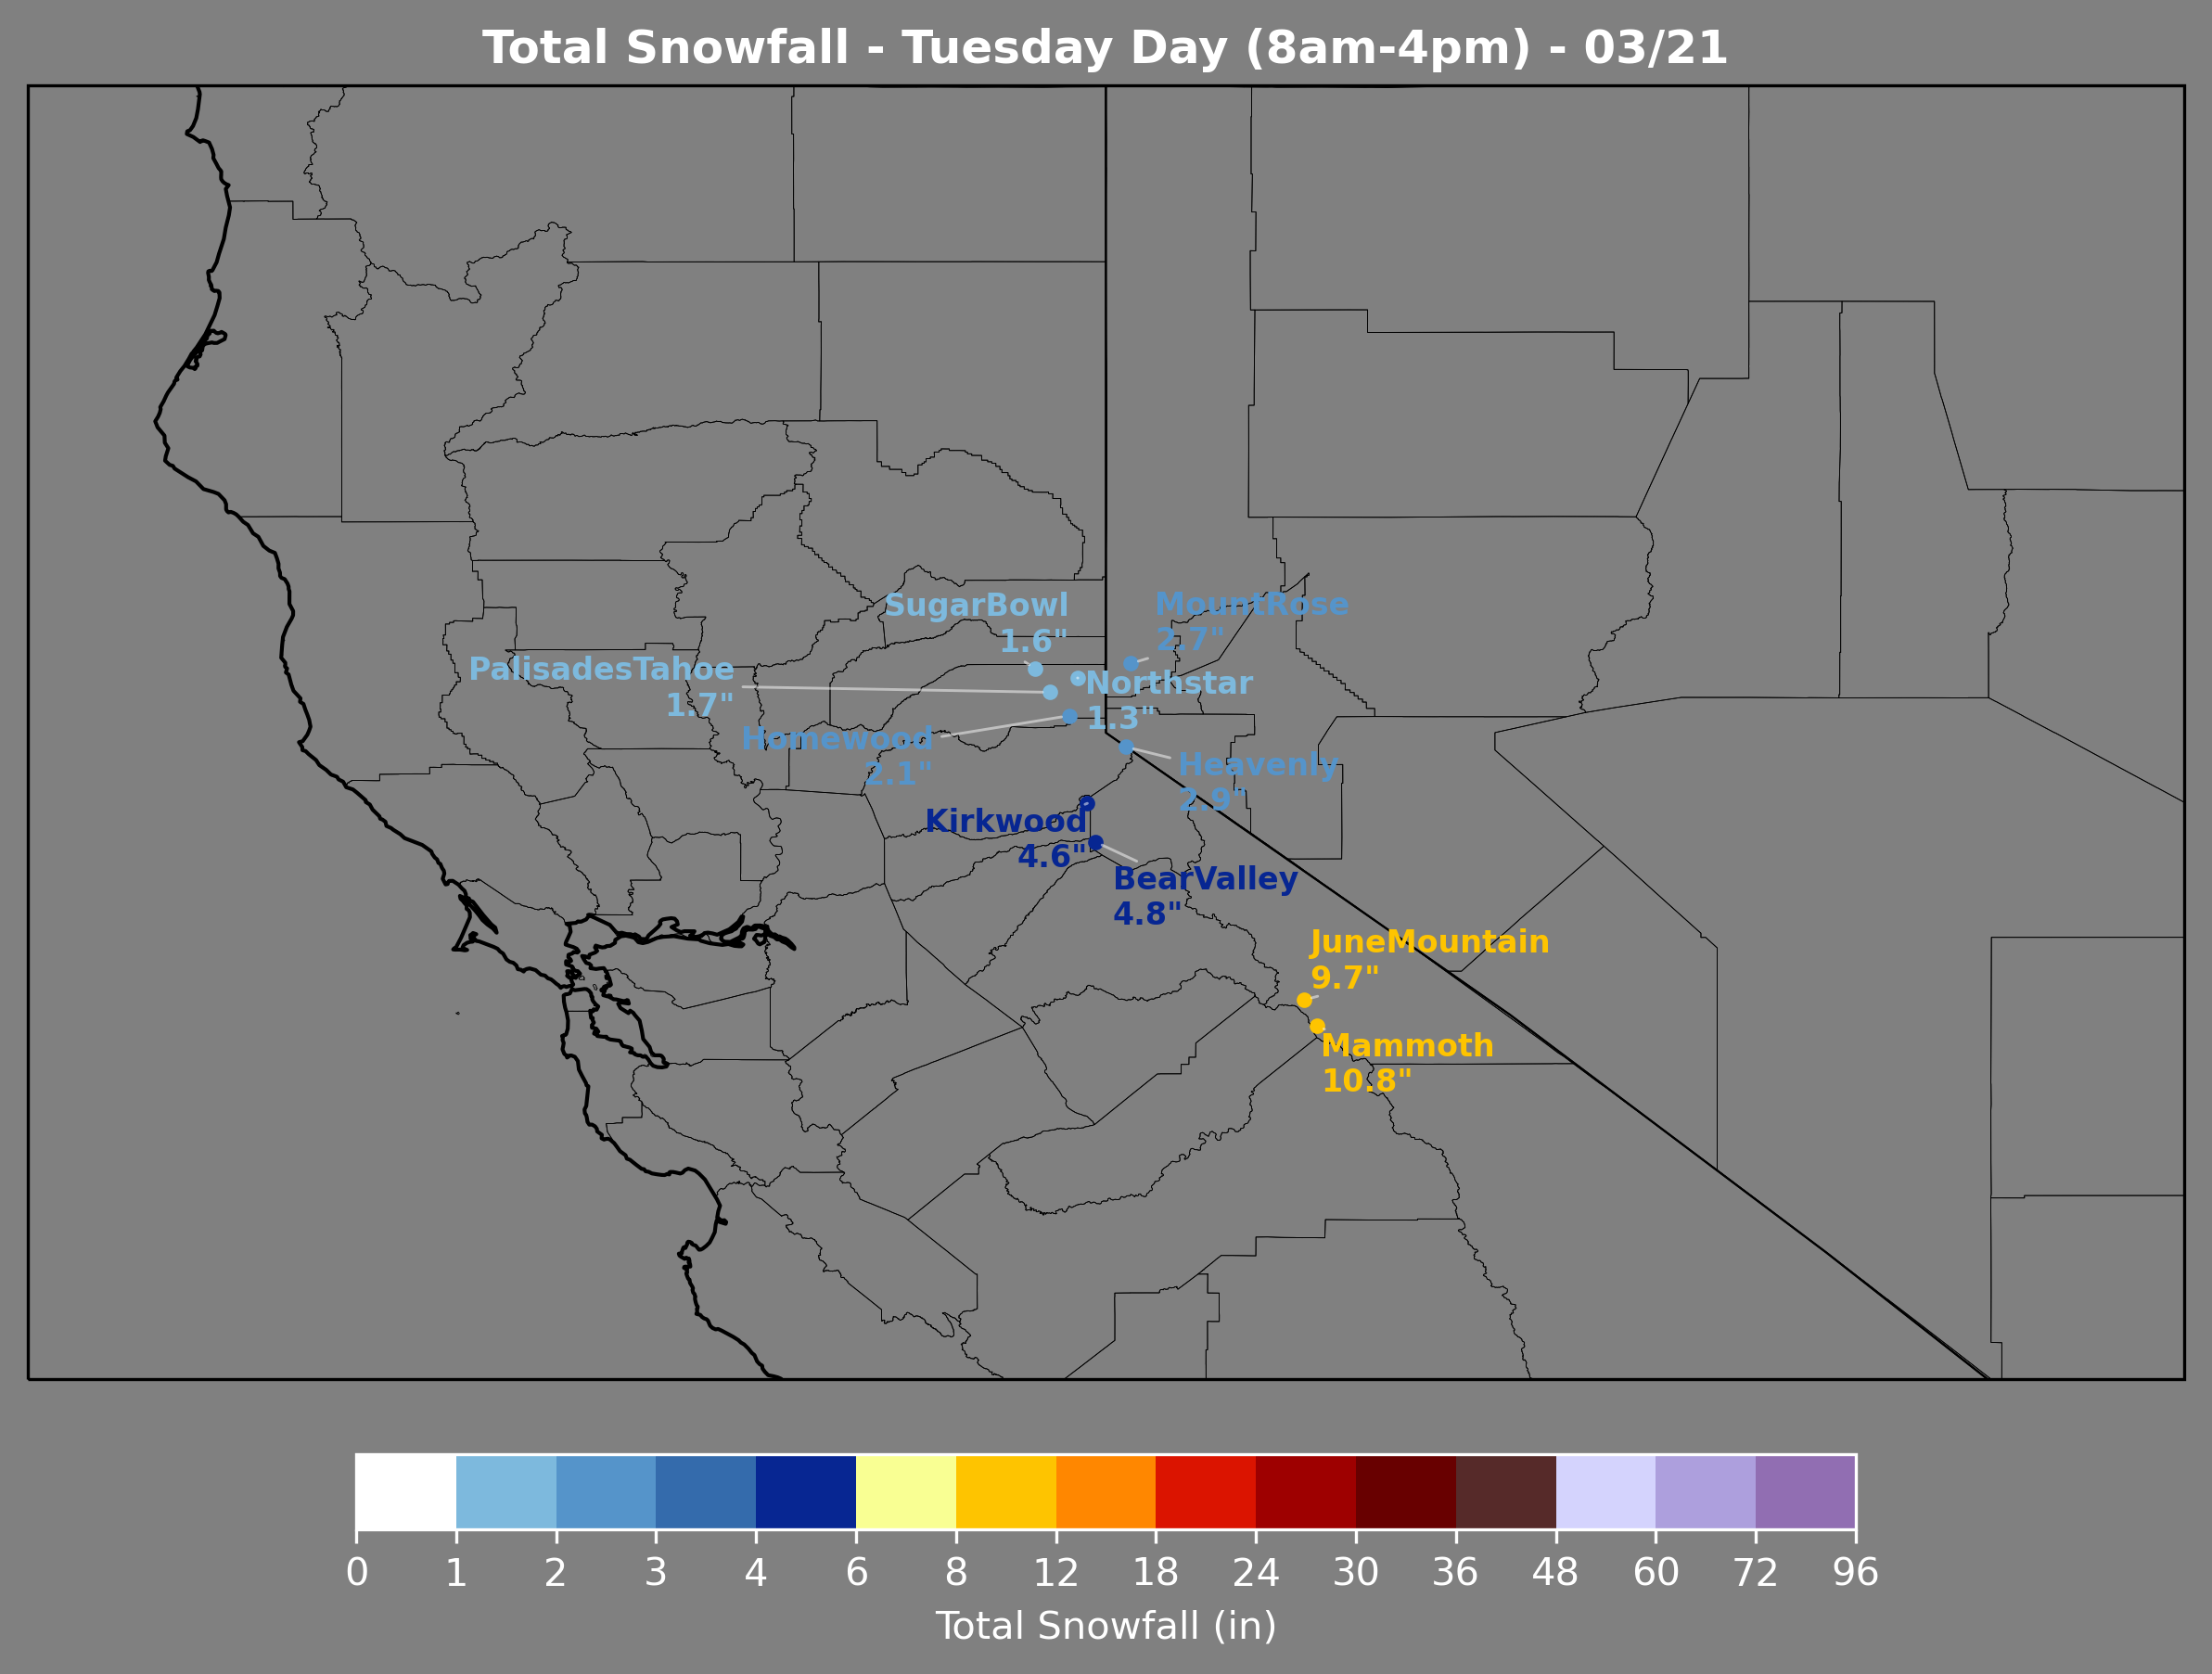 Total Snowfall - Tuesday Day (8am-4pm) - 03/21
SugarBowl
1.6"
MountRose
2.7"
PalisadesTahoe
1.7"
Northstar
1.3"
Homewood
2.1"
Heavenly
2.9"
Kirkwood
4.6"
BearValley
4.8"
JuneMountain
9.7"
Mammoth
10.8"
0 1 2 3 4 6 8 12 18 24 30 36 48 60 72 96
Total Snowfall (in)